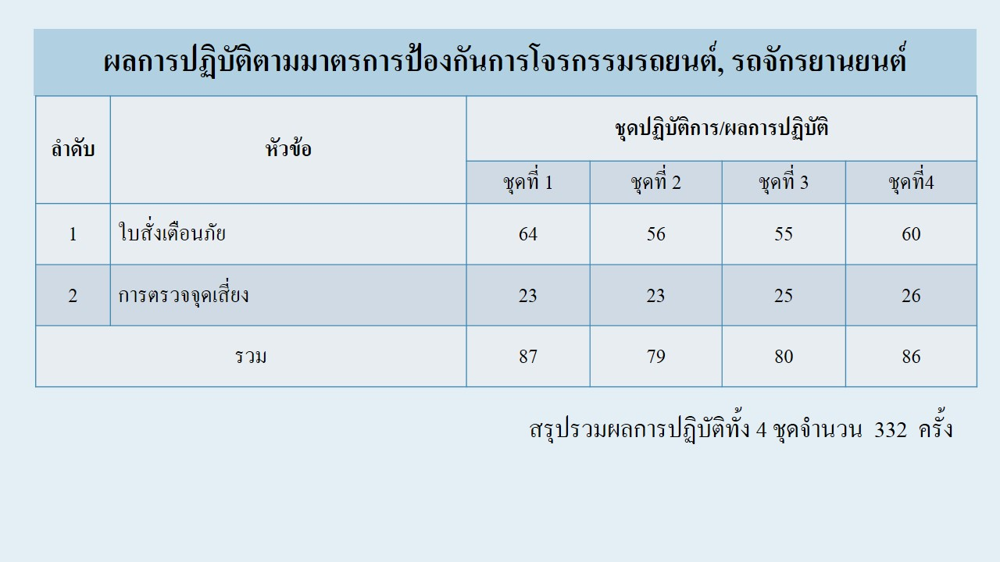 ผลการปฏิบัติตามมาตรการป้องกันการโจรกรรมรถยนต์, รถจักรยานยนต์
ลำดับ หัวข้อ ชุดปฏิบัติการ/ผลการปฏิบัติ
ชุดที่ 1 ชุดที่ 2 ชุดที่ 3 ชุดที่4
1 ใบสั่งเตือนภัย 64 56 55 60
2 การตรวจจุดเสี่ยง 23 23 25 26
รวม 87 79 80 86
สรุปรวมผลการปฏิบัติทั้ง 4 ชุดจำนวน 332 ครั้ง